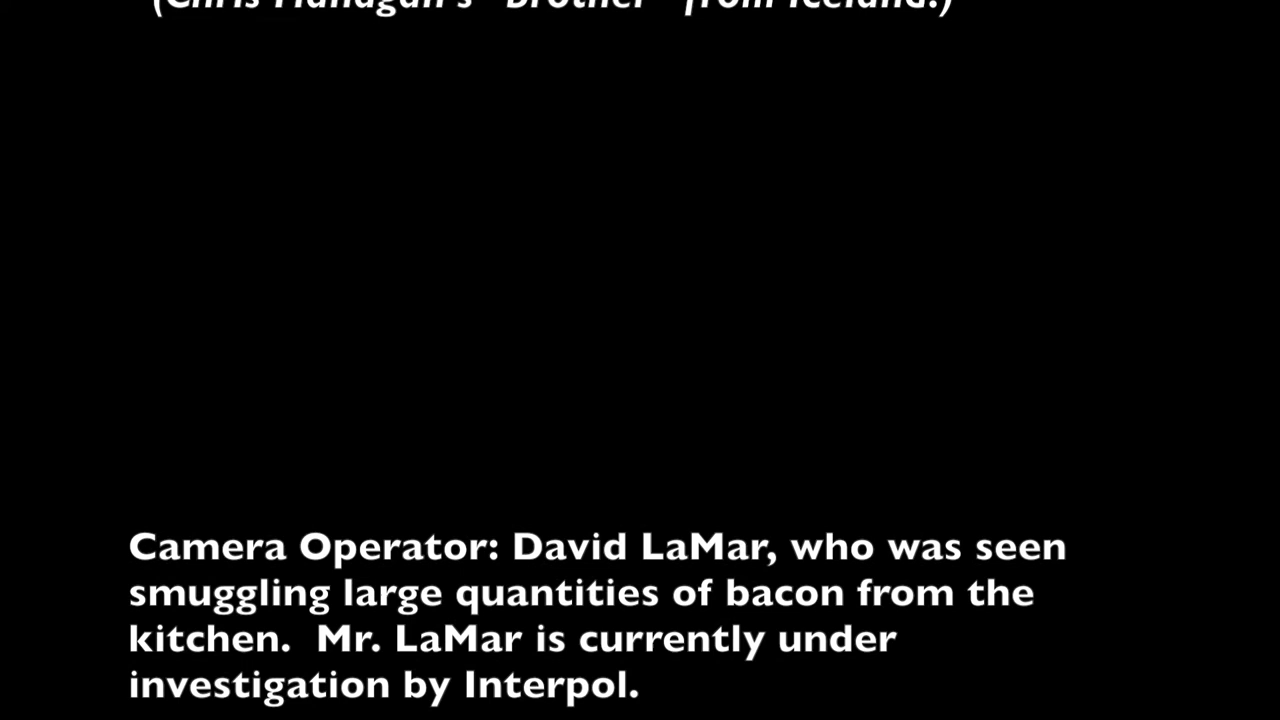 (Chris Flanagan's "Brother" from Iceland.)
Camera Operator: David LaMar, who was seen
smuggling large quantities of bacon from the
kitchen.  Mr. LaMar is currently under
investigation by Interpol.